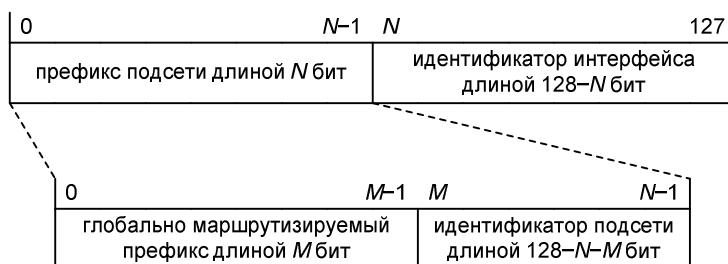 0 N–1 N 127
префикс подсети длиной N бит
идентификатор интерфейса
длиной 128–N бит
0 M–1 M N–1
глобально маршрутизируемый
префикс длиной M бит
идентификатор подсети
длиной 128–N–M бит